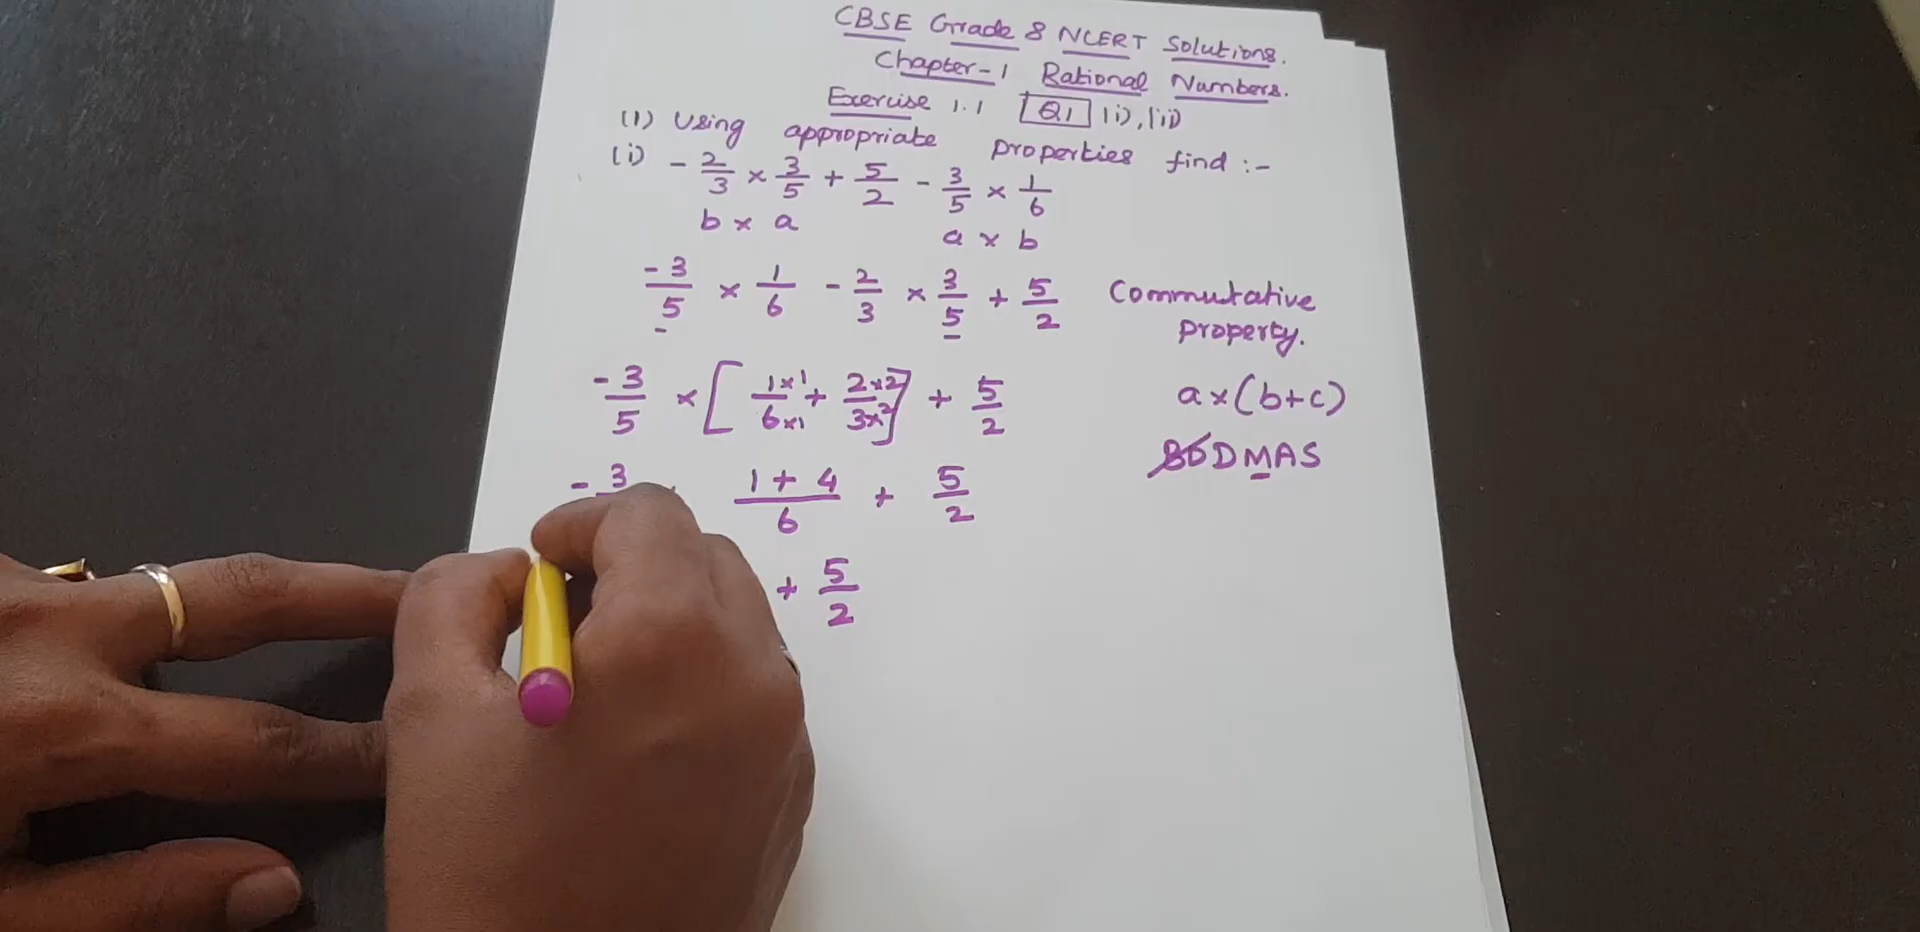 CBSE Grade 8 NCERT Solutions.
Chapter-1 Rational Numbers.
Exercise 1.1 Q1 (i),(ii)
(1) Using appropriate properties find :-
(i) - 2/3 × 3/5 + 5/2 - 3/5 × 1/6
b × a a × b
-3/5 × 1/6 - 2/3 × 3/5 + 5/2 Commutative
property.
-3/5 × [ 1×1/6×1 + 2×2/3×2 ] + 5/2 a×(b+c)
BODMAS
-3 1+4/6 + 5/2
+ 5/2